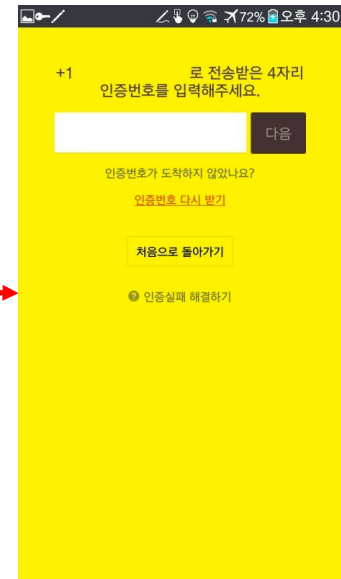 72% 오후 4:30
+1 로 전송받은 4자리
인증번호를 입력해주세요.
다음
인증번호가 도착하지 않았나요?
인증번호 다시 받기
처음으로 돌아가기
? 인증실패 해결하기